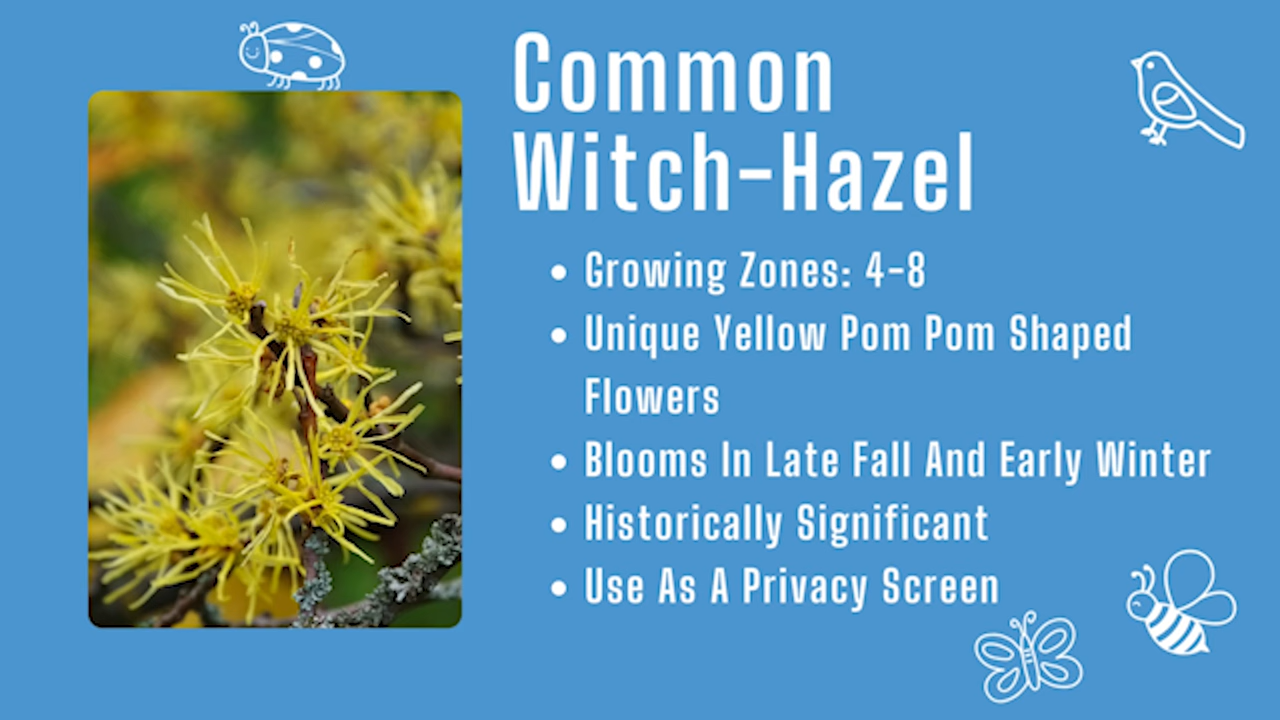 Common
Witch-Hazel
• Growing Zones: 4-8
• Unique Yellow Pom Pom Shaped
Flowers
• Blooms In Late Fall And Early Winter
• Historically Significant
• Use As A Privacy Screen